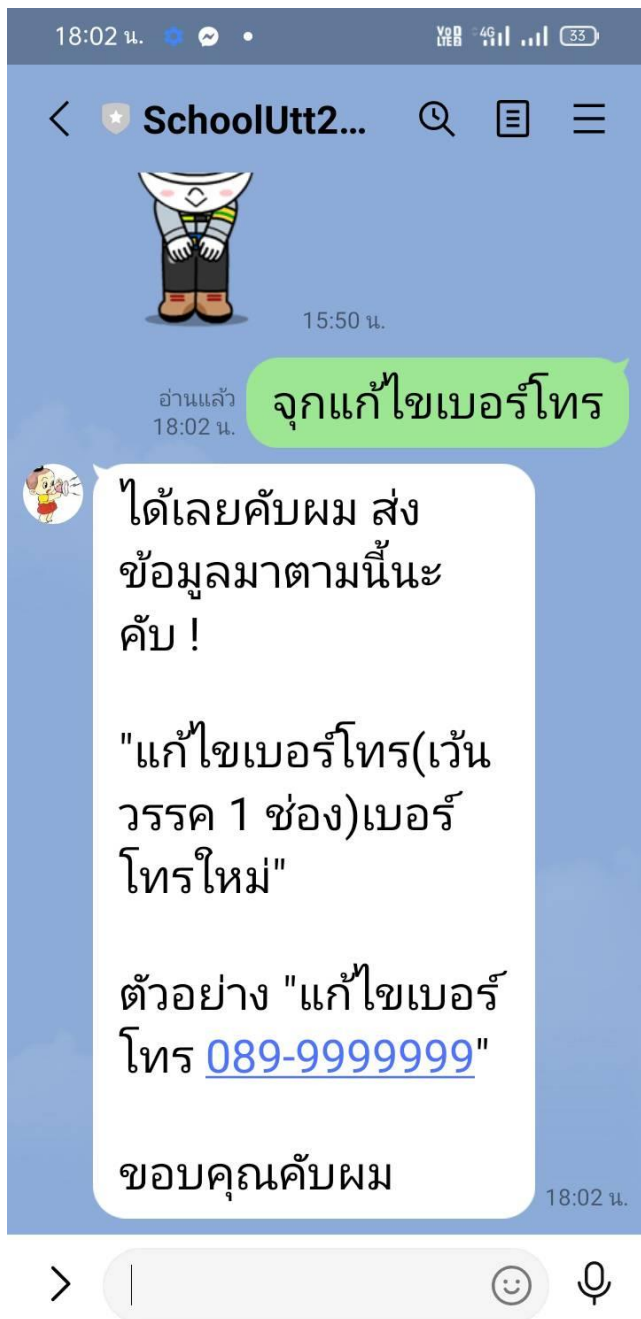 18:02 น.
VoLTE 4G 33
SchoolUtt2...
15:50 น.
จุกแก้ไขเบอร์โทร
อ่านแล้ว
18:02 น.
ได้เลยคับผม ส่ง
ข้อมูลมาตามนี้นะ
คับ !
"แก้ไขเบอร์โทร(เว้น
วรรค 1 ช่อง)เบอร์
โทรใหม่"
ตัวอย่าง "แก้ไขเบอร์
โทร 089-9999999"
ขอบคุณคับผม
18:02 น.